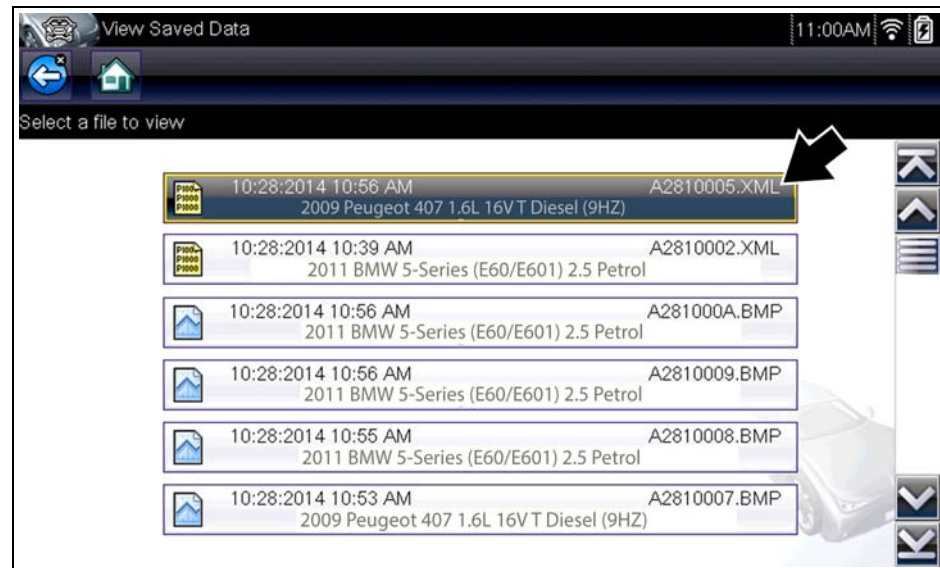 View Saved Data 11:00AM
Select a file to view
10:28:2014 10:56 AM A2810005.XML
2009 Peugeot 407 1.6L 16V T Diesel (9HZ)
10:28:2014 10:39 AM A2810002.XML
2011 BMW 5-Series (E60/E601) 2.5 Petrol
10:28:2014 10:56 AM A281000A.BMP
2011 BMW 5-Series (E60/E601) 2.5 Petrol
10:28:2014 10:56 AM A2810009.BMP
2011 BMW 5-Series (E60/E601) 2.5 Petrol
10:28:2014 10:55 AM A2810008.BMP
2011 BMW 5-Series (E60/E601) 2.5 Petrol
10:28:2014 10:53 AM A2810007.BMP
2009 Peugeot 407 1.6L 16V T Diesel (9HZ)